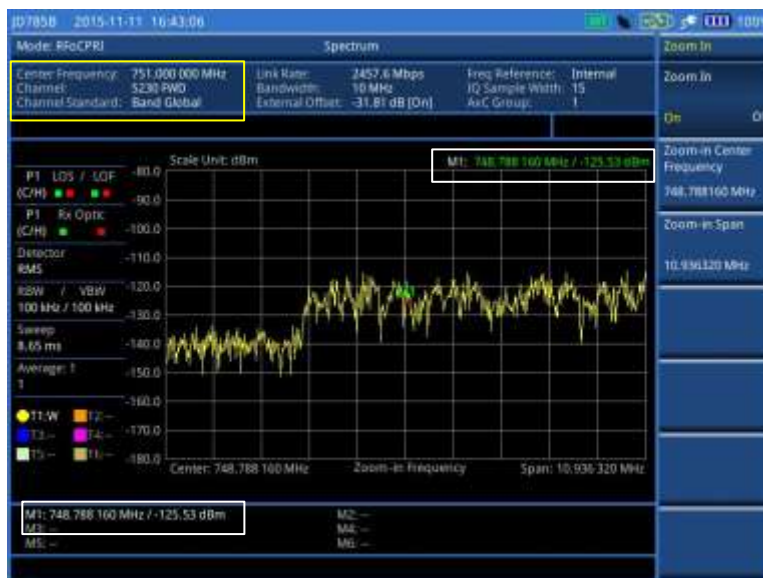 JD785B 2015-11-11 16:43:06
100%
Mode: RFoCPRI Spectrum Zoom In
Center Frequency: 751.000 000 MHz Link Rate: 2457.6 Mbps Freq Reference: Internal
Channel: 5230 FWD Bandwidth: 10 MHz IQ Sample Width: 15
Channel Standard: Band Global External Offset: -31.81 dB [On] AxC Group: 1
Zoom In
On
Scale Unit: dBm M1: 748.788 160 MHz / -125.53 dBm
Zoom-in Center
Frequency
748.788160 MHz
Zoom-in Span
10.936320 MHz
P1 LOS / LOF
(C/H)
P1 Rx Optic
(C/H)
Detector
RMS
RBW / VBW
100 kHz / 100 kHz
Sweep
8.65 ms
Average: 1
1
T1:W T2:--
T3:-- T4:--
T5:-- T6:--
-80.0
-90.0
-100.0
-110.0
-120.0
-130.0
-140.0
-150.0
-160.0
-170.0
-180.0
Center: 748.788 160 MHz Zoom-in Frequency Span: 10.936 320 MHz
M1: 748.788 160 MHz / -125.53 dBm M2: --
M3: -- M4: --
M5: -- M6: --